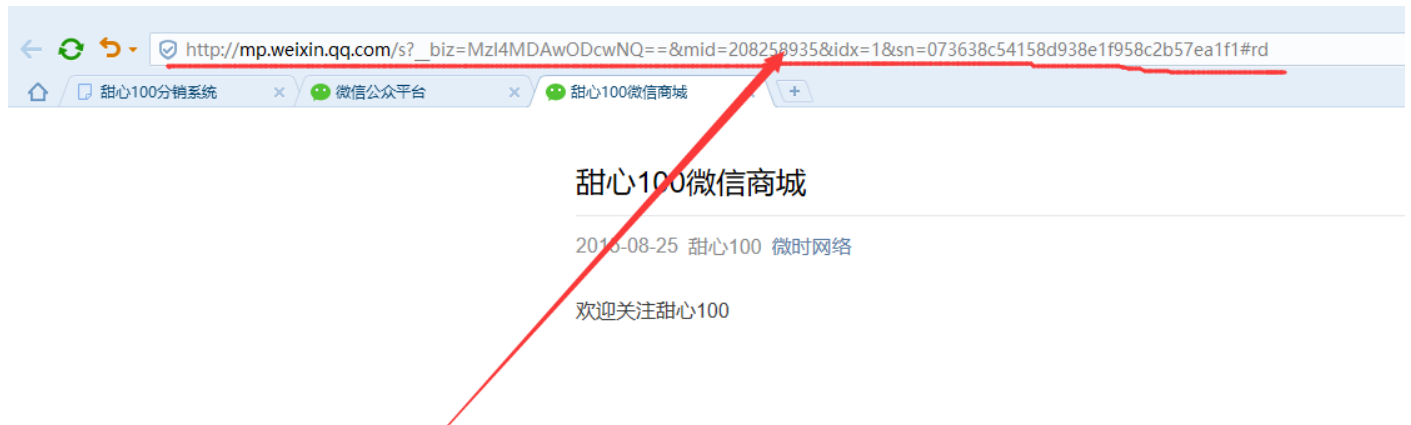 http://mp.weixin.qq.com/s?__biz=MzI4MDAwODcwNQ==&mid=208258935&idx=1&sn=073638c54158d938e1f958c2b57ea1f1#rd
甜心100分销系统
微信公众平台
甜心100微信商城
甜心100微信商城
2015-08-25 甜心100 微时网络
欢迎关注甜心100